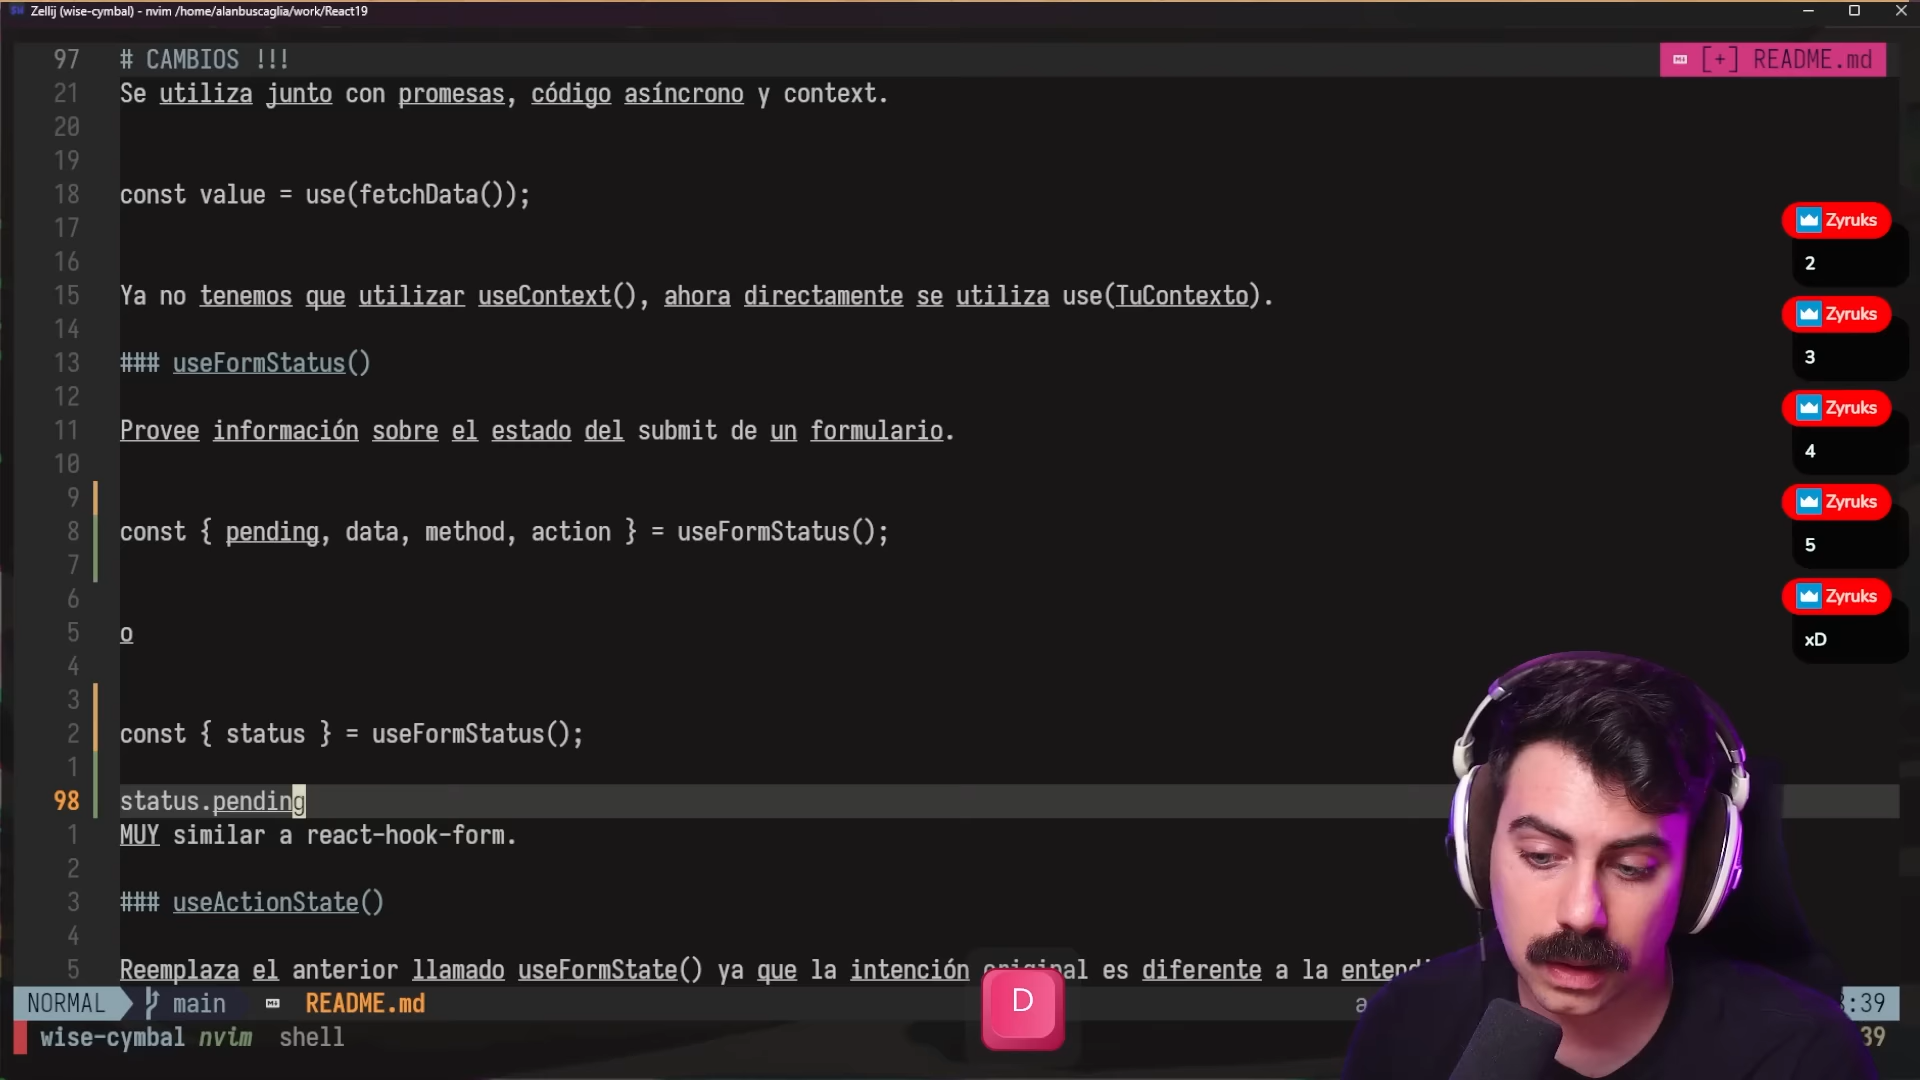 Zellij (wise-cymbal) - nvim /home/alanbuscaglia/work/React19
97 # CAMBIOS !!!
[+] README.md
21 Se utiliza junto con promesas, código asíncrono y context.
20
19
18 const value = use(fetchData());
17
16
15 Ya no tenemos que utilizar useContext(), ahora directamente se utiliza use(TuContexto).
14
13 ### useFormStatus()
12
11 Provee información sobre el estado del submit de un formulario.
10
9
8 const { pending, data, method, action } = useFormStatus();
7
6
5 o
4
3
2 const { status } = useFormStatus();
1
98 status.pending
1 MUY similar a react-hook-form.
2
3 ### useActionState()
4
5 Reemplaza el anterior llamado useFormState() ya que la intención original es diferente a la
NORMAL main README.md
wise-cymbal nvim shell
:39
39
D
Zyruks
2
Zyruks
3
Zyruks
4
Zyruks
5
Zyruks
xD